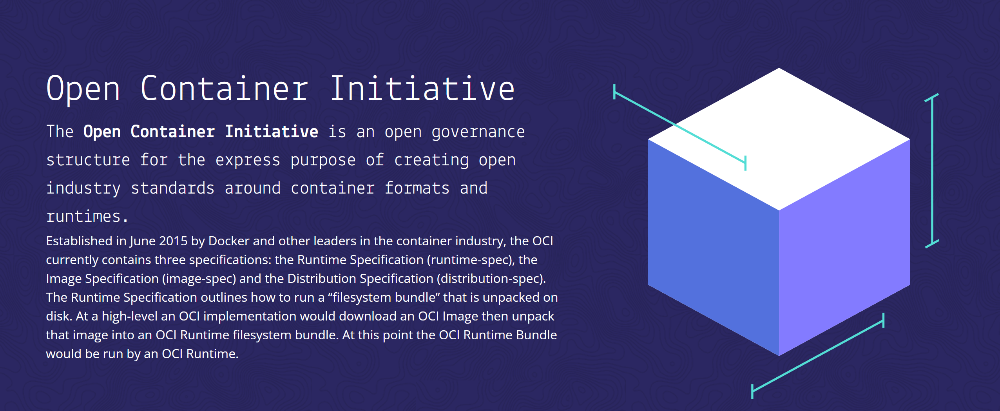 Open Container Initiative
The Open Container Initiative is an open governance
structure for the express purpose of creating open
industry standards around container formats and
runtimes.
Established in June 2015 by Docker and other leaders in the container industry, the OCI
currently contains three specifications: the Runtime Specification (runtime-spec), the
Image Specification (image-spec) and the Distribution Specification (distribution-spec).
The Runtime Specification outlines how to run a “filesystem bundle” that is unpacked on
disk. At a high-level an OCI implementation would download an OCI Image then unpack
that image into an OCI Runtime filesystem bundle. At this point the OCI Runtime Bundle
would be run by an OCI Runtime.